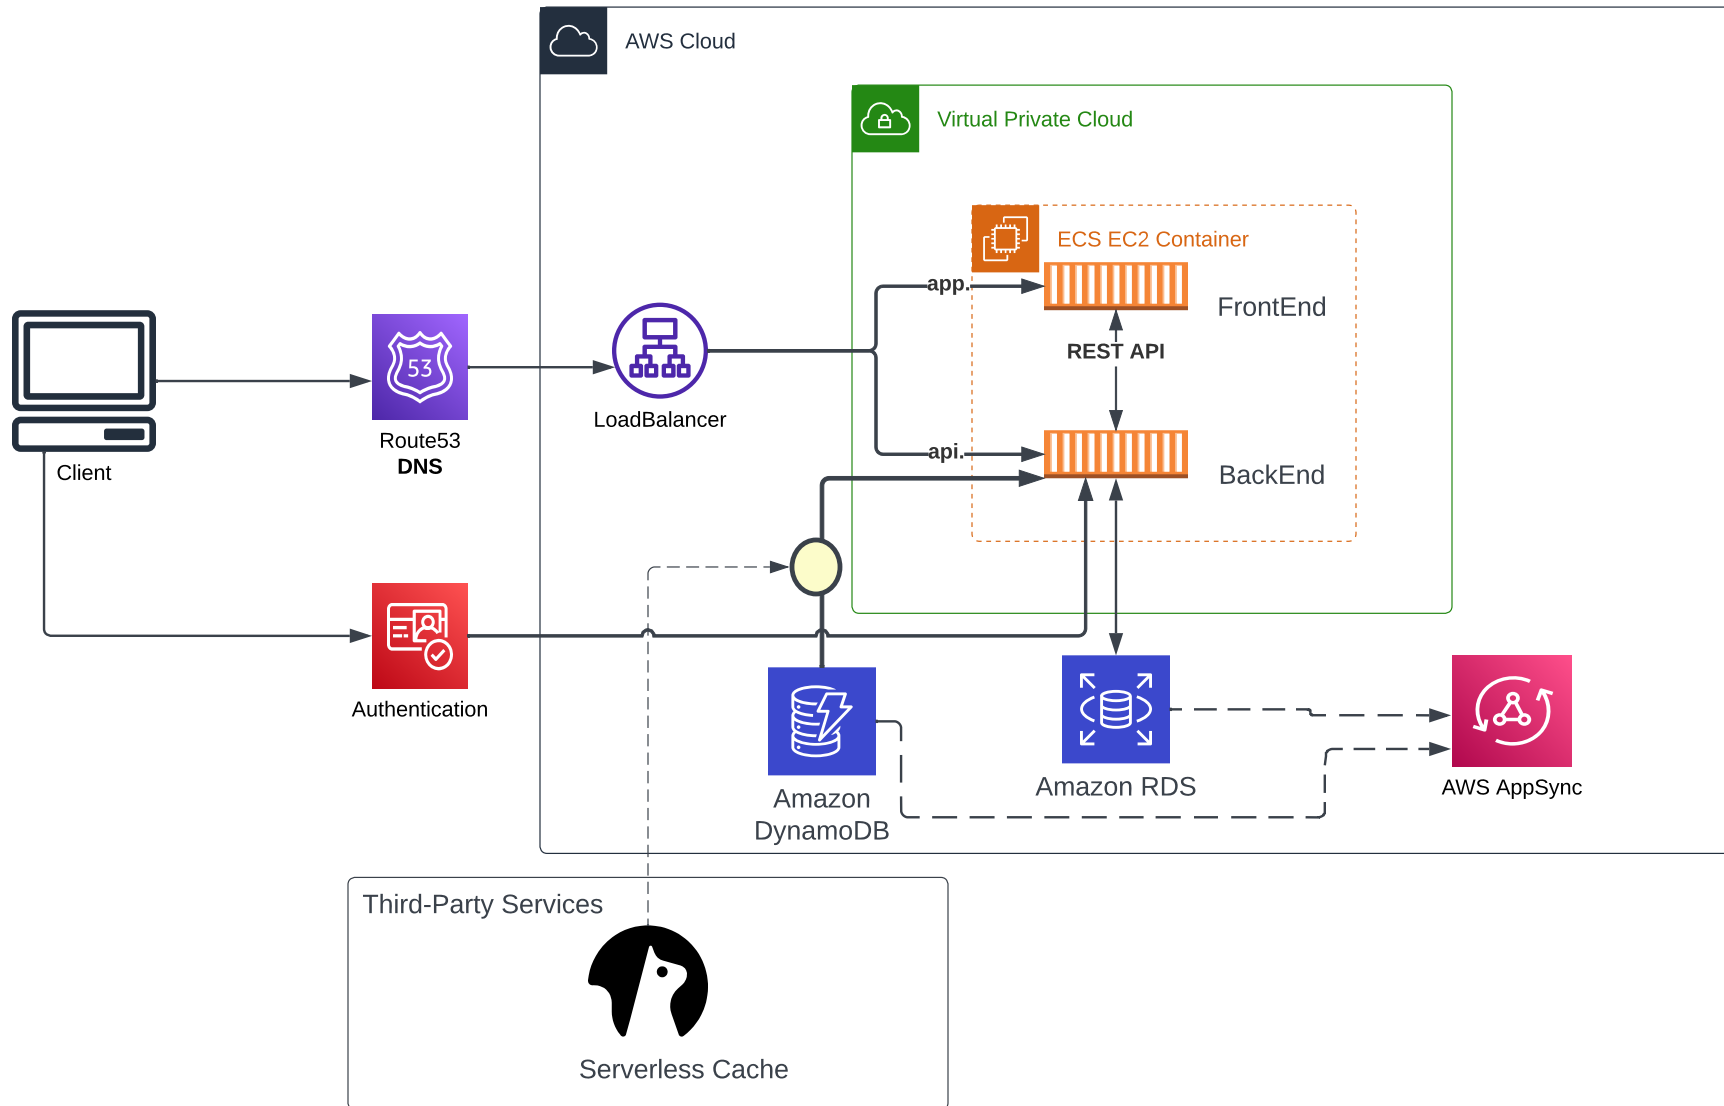 AWS Cloud
Virtual Private Cloud
ECS EC2 Container
app.
FrontEnd
REST API
53
LoadBalancer
Route53
DNS
Client
api.
BackEnd
Authentication
Amazon RDS
AWS AppSync
Amazon
DynamoDB
Third-Party Services
Serverless Cache